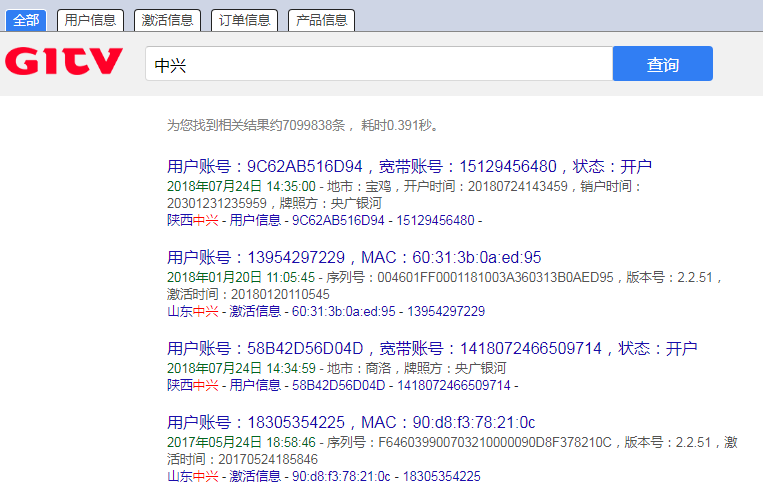 全部 用户信息 激活信息 订单信息 产品信息
GITV 中兴 查询
为您找到相关结果约7099838条， 耗时0.391秒。
用户账号：9C62AB516D94，宽带账号：15129456480，状态：开户
2018年07月24日 14:35:00 - 地市：宝鸡，开户时间：20180724143459，销户时间：
20301231235959，牌照方：央广银河
陕西中兴 - 用户信息 - 9C62AB516D94 - 15129456480 -
用户账号：13954297229，MAC：60:31:3b:0a:ed:95
2018年01月20日 11:05:45 - 序列号：004601FF0001181003A360313B0AED95，版本号：2.2.51，
激活时间：20180120110545
山东中兴 - 激活信息 - 60:31:3b:0a:ed:95 - 13954297229
用户账号：58B42D56D04D，宽带账号：1418072466509714，状态：开户
2018年07月24日 14:34:59 - 地市：商洛，牌照方：央广银河
陕西中兴 - 用户信息 - 58B42D56D04D - 1418072466509714 -
用户账号：18305354225，MAC：90:d8:f3:78:21:0c
2017年05月24日 18:58:46 - 序列号：F64603990070321000​0090D8F378210C，版本号：2.2.51，激
活时间：20170524185846
山东中兴 - 激活信息 - 90:d8:f3:78:21:0c - 18305354225